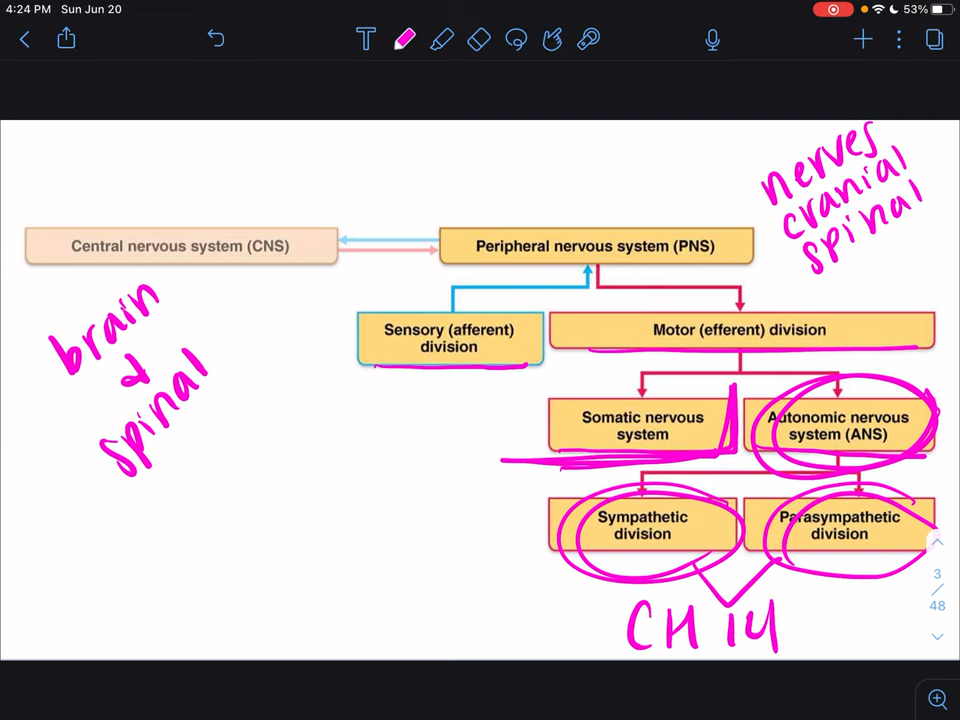 4:24 PM Sun Jun 20
53%
T
nerves
cranial
spinal
Central nervous system (CNS)
Peripheral nervous system (PNS)
brain
&
spinal
Sensory (afferent)
division
Motor (efferent) division
Somatic nervous
system
Autonomic nervous
system (ANS)
Sympathetic
division
Parasympathetic
division
3
/
48
CH 14